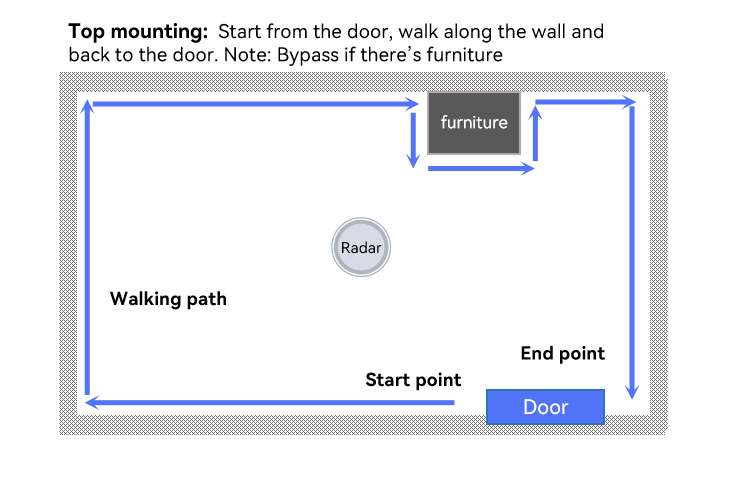 Top mounting: Start from the door, walk along the wall and
back to the door. Note: Bypass if there’s furniture
furniture
Radar
Walking path
End point
Start point
Door